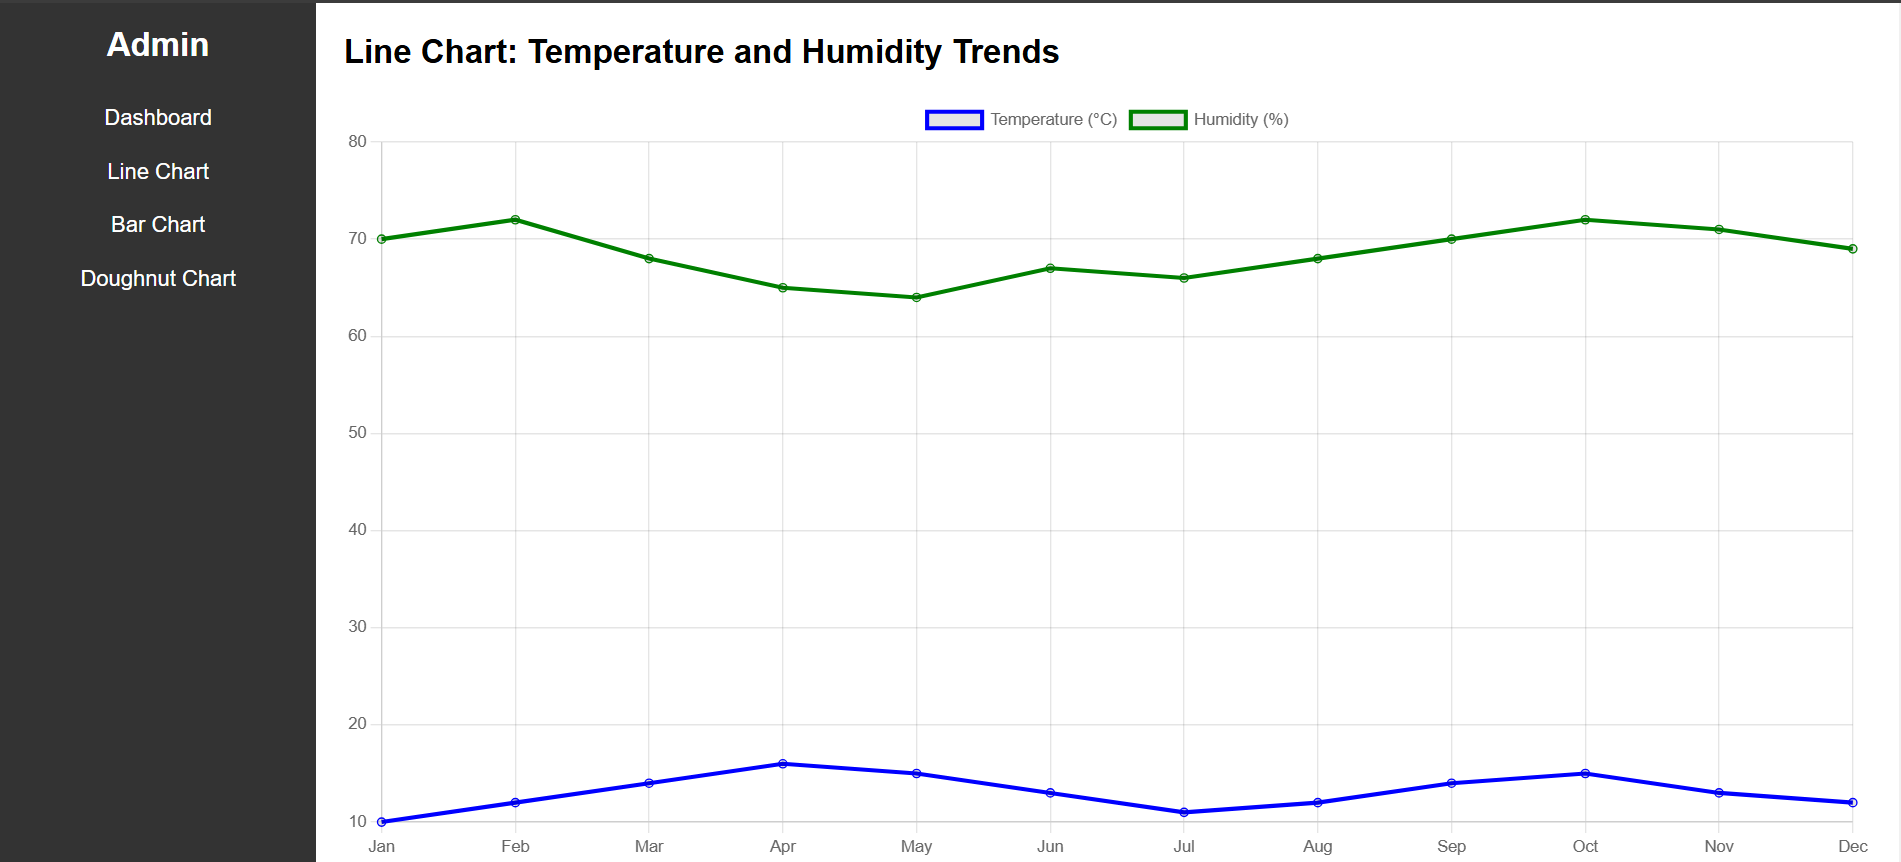 Admin
Dashboard
Line Chart
Bar Chart
Doughnut Chart
Line Chart: Temperature and Humidity Trends
Temperature (°C) Humidity (%)
80
70
60
50
40
30
20
10
Jan Feb Mar Apr May Jun Jul Aug Sep Oct Nov Dec